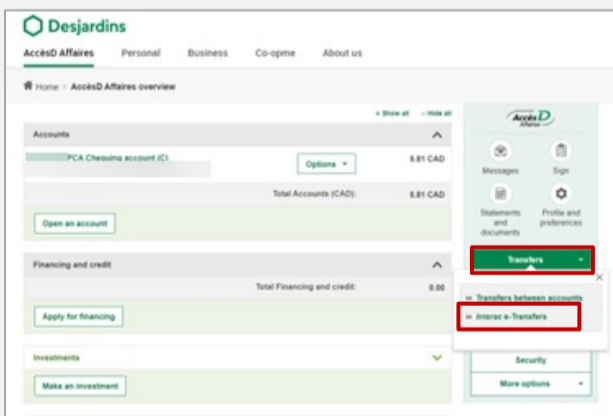 Desjardins
AccèsD Affaires Personal Business Co-opme About us
Home > AccèsD Affaires overview
+ Show all - Hide all
Accounts
PCA Chequing account (C) Options 5.81 CAD
Total Accounts (CAD): 5.81 CAD
Open an account
Financing and credit
Total Financing and credit: 0.00
Apply for financing
Investments
Make an investment
AccèsD
Affaires
Messages Sign
Statements and documents
Profile and preferences
Transfers
Transfers between accounts
Interac e-Transfers
Security
More options